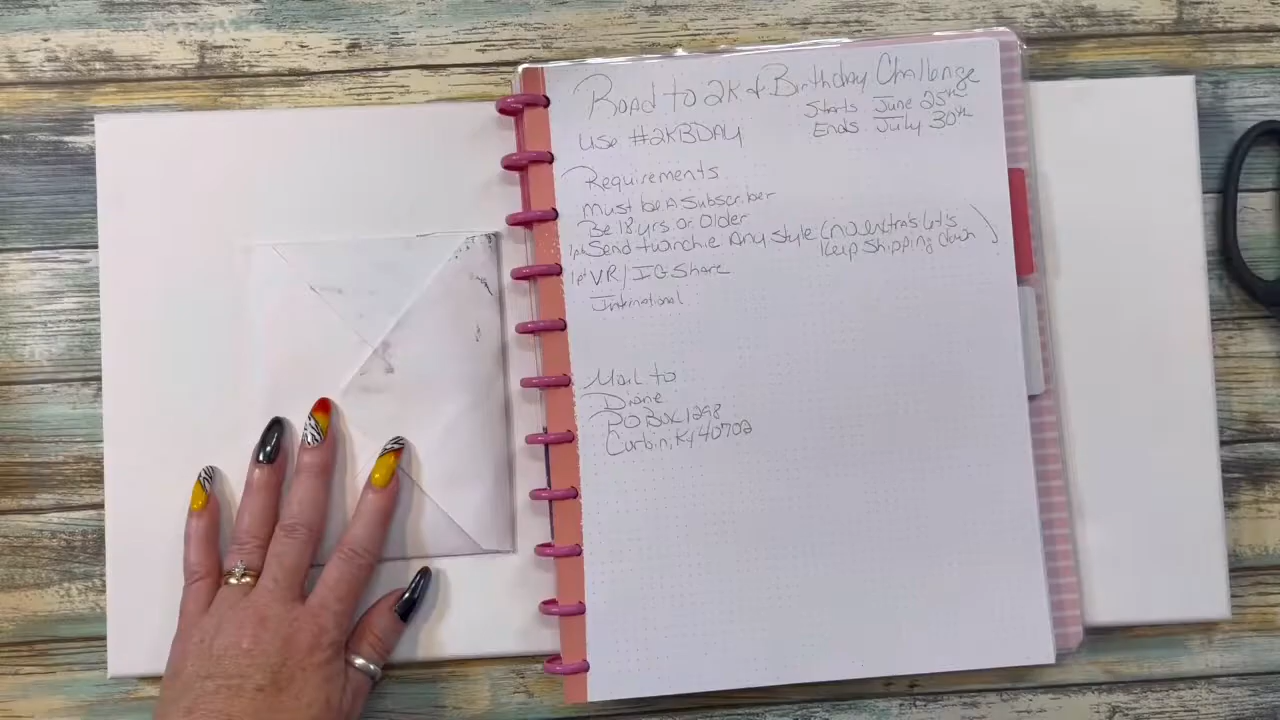 Road to 2K & Birthday Challenge
Starts June 25th
use #2KBDAY
Ends July 30th
Requirements
Must be A Subscriber
Be 18 yrs or Older
1pt Send twinchie Any style (no extra's let's
Keep Shipping down)
1pt VR/IG Share
International
Mail to
Diane
PO Box 1298
Corbin, Ky 40702